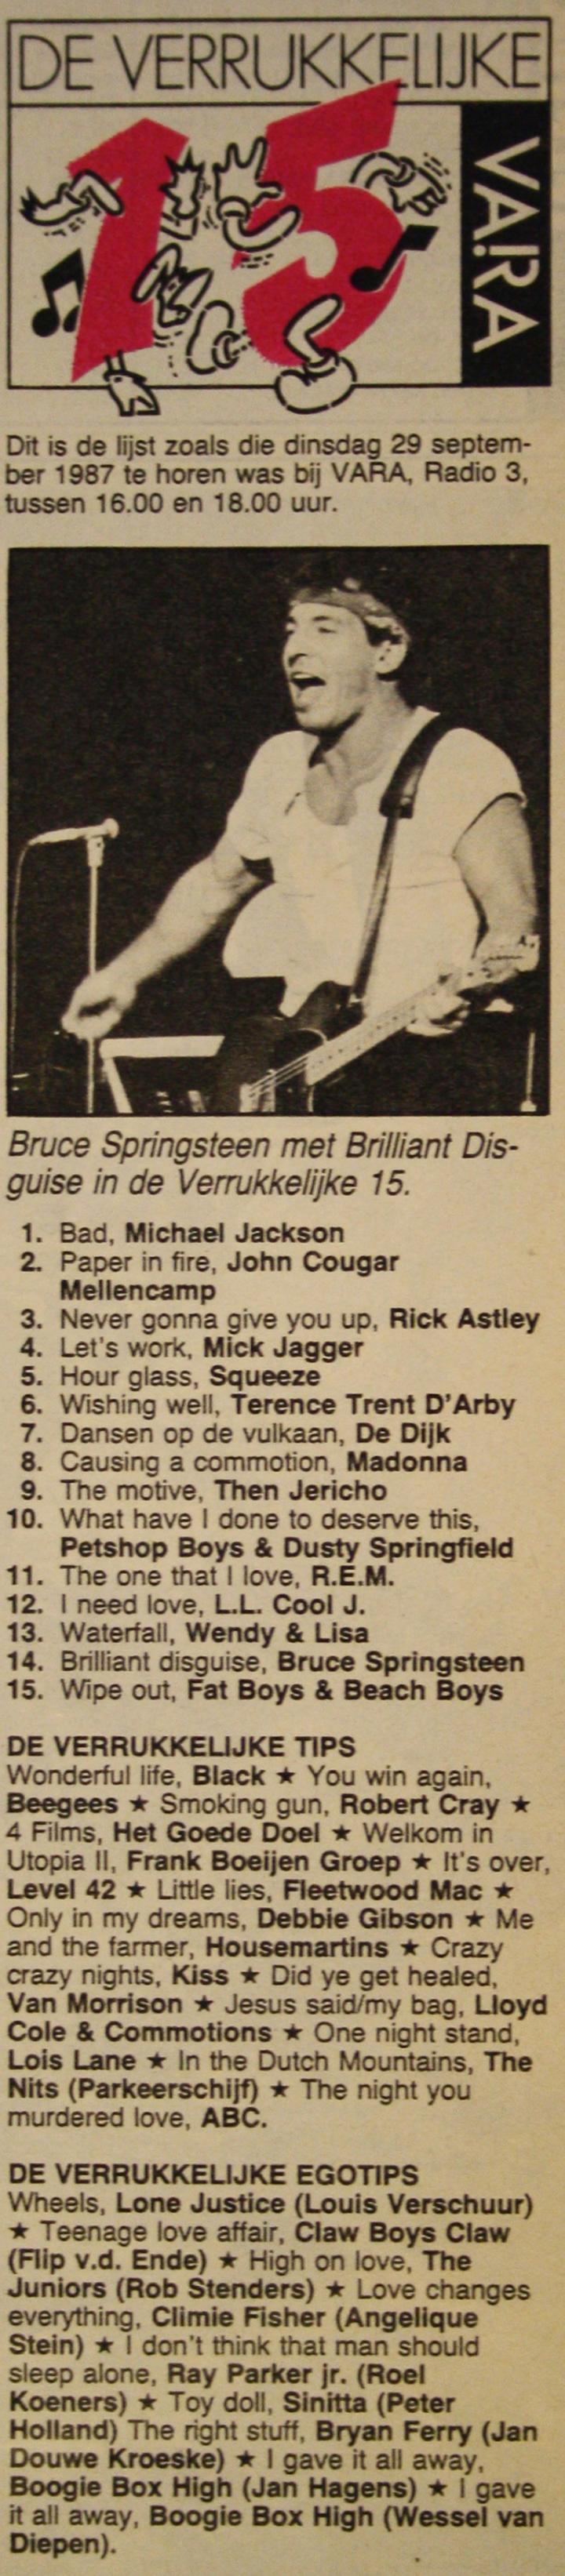 DE VERRUKKELIJKE
15
VARA
Dit is de lijst zoals die dinsdag 29 septem-
ber 1987 te horen was bij VARA, Radio 3,
tussen 16.00 en 18.00 uur.
Bruce Springsteen met Brilliant Dis-
guise in de Verrukkelijke 15.
1. Bad, Michael Jackson
2. Paper in fire, John Cougar
Mellencamp
3. Never gonna give you up, Rick Astley
4. Let's work, Mick Jagger
5. Hour glass, Squeeze
6. Wishing well, Terence Trent D'Arby
7. Dansen op de vulkaan, De Dijk
8. Causing a commotion, Madonna
9. The motive, Then Jericho
10. What have I done to deserve this,
Petshop Boys & Dusty Springfield
11. The one that I love, R.E.M.
12. I need love, L.L. Cool J.
13. Waterfall, Wendy & Lisa
14. Brilliant disguise, Bruce Springsteen
15. Wipe out, Fat Boys & Beach Boys
DE VERRUKKELIJKE TIPS
Wonderful life, Black ★ You win again,
Beegees ★ Smoking gun, Robert Cray ★
4 Films, Het Goede Doel ★ Welkom in
Utopia II, Frank Boeijen Groep ★ It's over,
Level 42 ★ Little lies, Fleetwood Mac ★
Only in my dreams, Debbie Gibson ★ Me
and the farmer, Housemartins ★ Crazy
crazy nights, Kiss ★ Did ye get healed,
Van Morrison ★ Jesus said/my bag, Lloyd
Cole & Commotions ★ One night stand,
Lois Lane ★ In the Dutch Mountains, The
Nits (Parkeerschijf) ★ The night you
murdered love, ABC.
DE VERRUKKELIJKE EGOTIPS
Wheels, Lone Justice (Louis Verschuur)
★ Teenage love affair, Claw Boys Claw
(Flip v.d. Ende) ★ High on love, The
Juniors (Rob Stenders) ★ Love changes
everything, Climie Fisher (Angelique
Stein) ★ I don't think that man should
sleep alone, Ray Parker jr. (Roel
Koeners) ★ Toy doll, Sinitta (Peter
Holland) The right stuff, Bryan Ferry (Jan
Douwe Kroeske) ★ I gave it all away,
Boogie Box High (Jan Hagens) ★ I gave
it all away, Boogie Box High (Wessel van
Diepen).